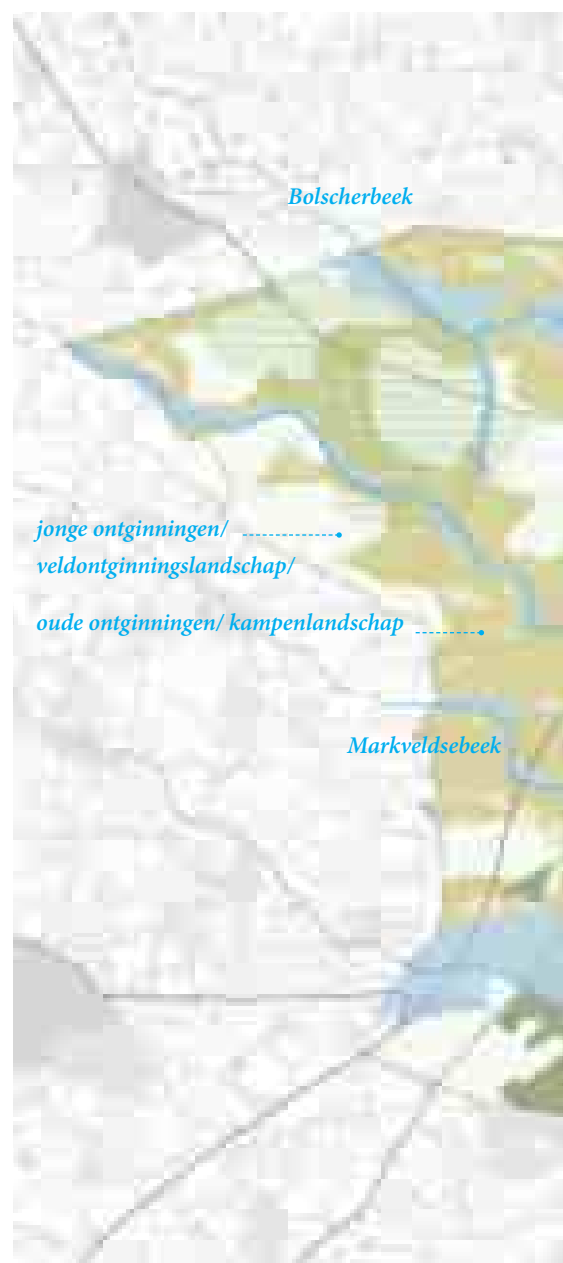 Bolscherbeek
jonge ontginningen/
veldontginningslandschap/
oude ontginningen/ kampenlandschap
Markveldsebeek